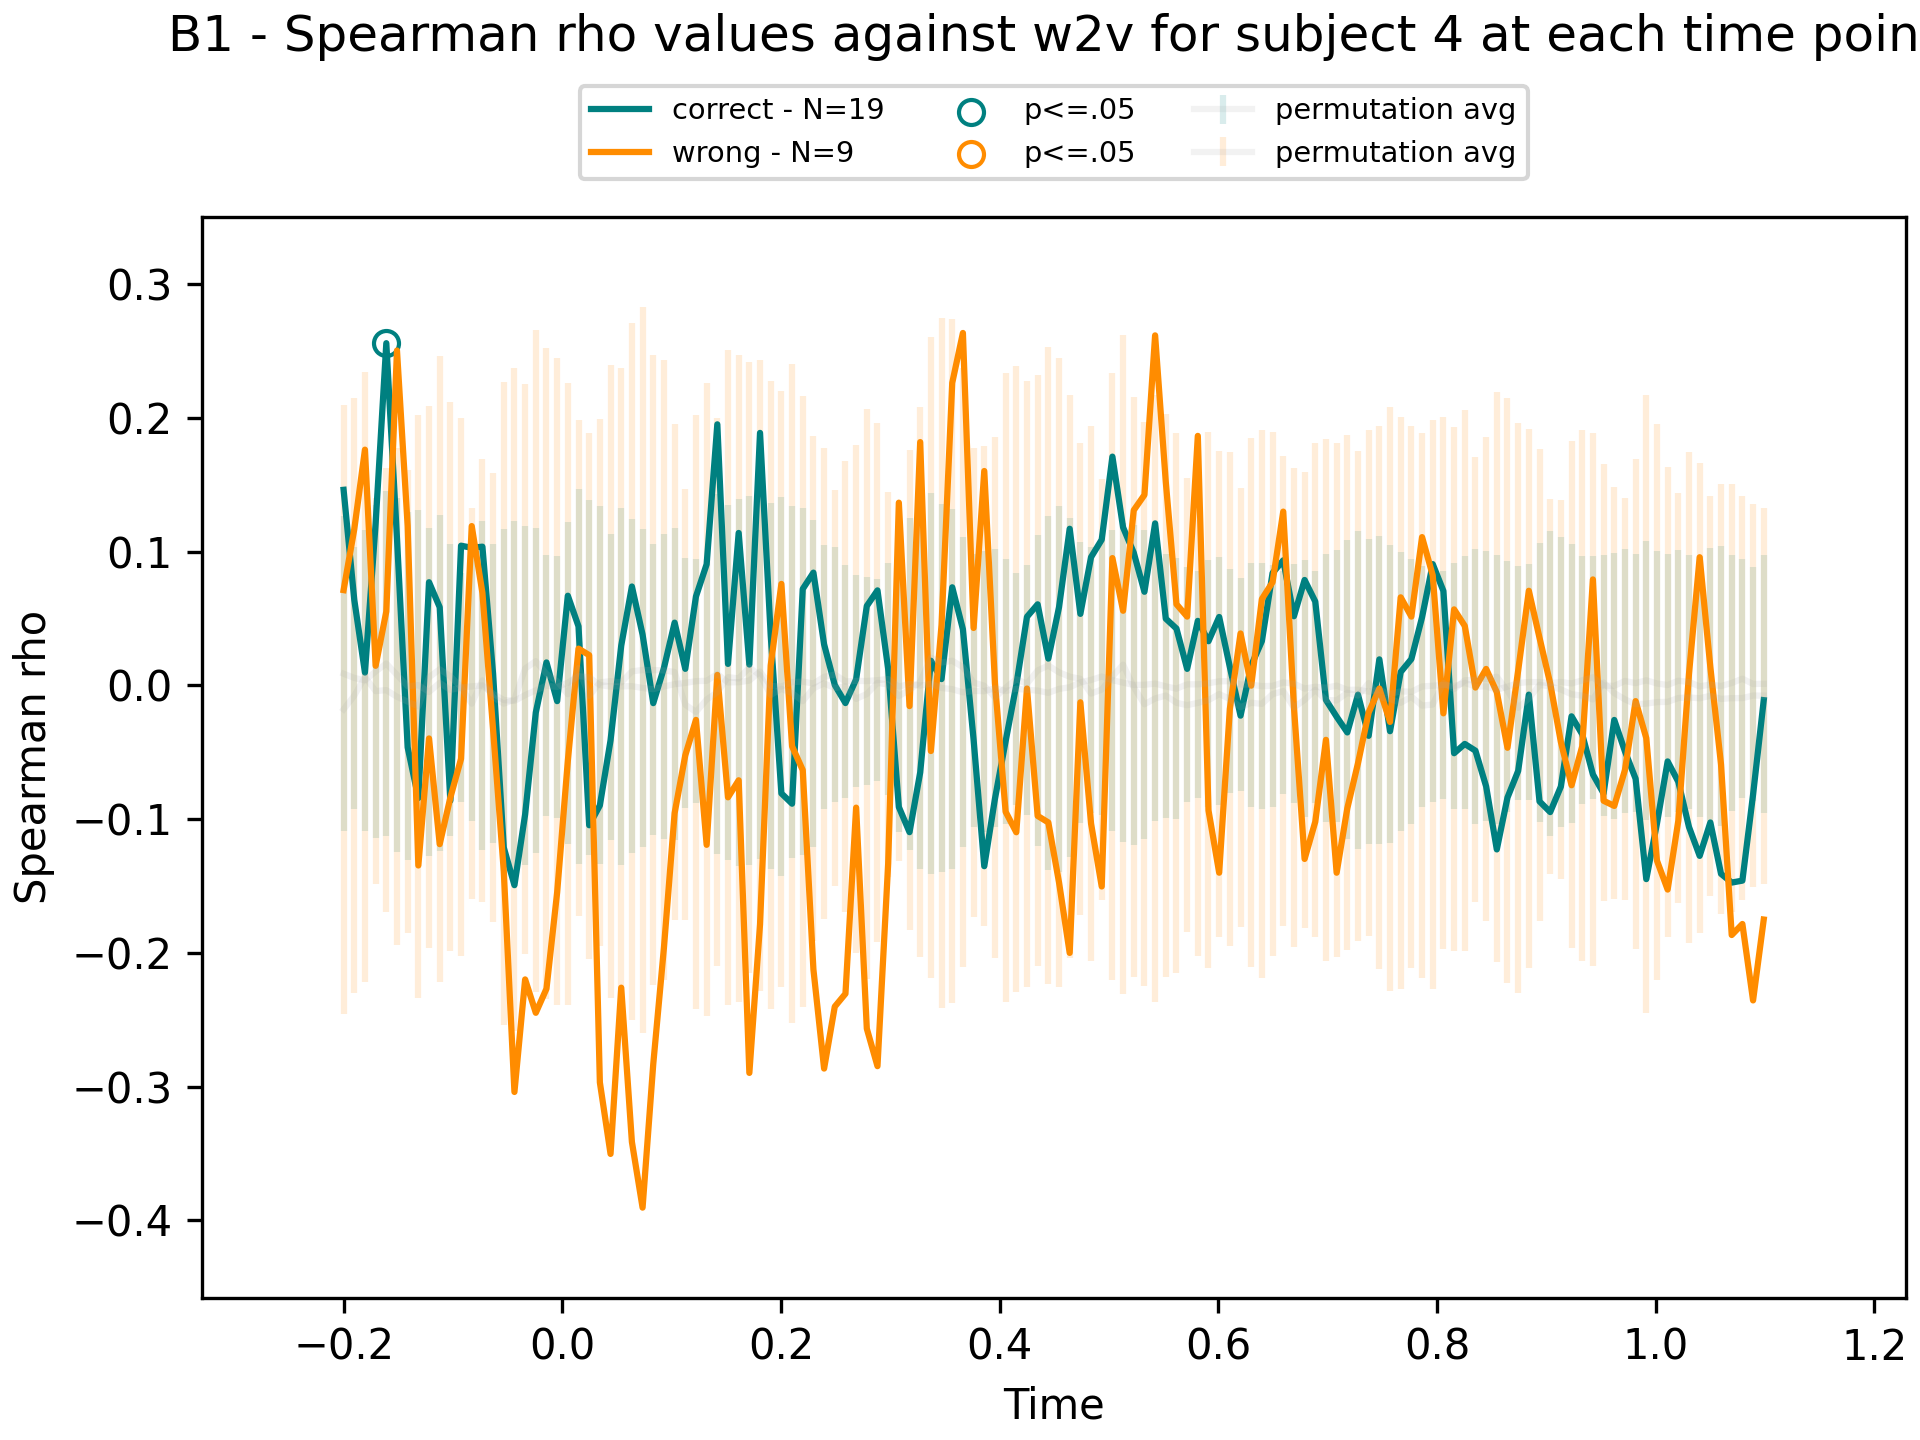 B1 - Spearman rho values against w2v for subject 4 at each time poin
correct - N=19
p<=.05
permutation avg
wrong - N=9
p<=.05
permutation avg
0.3
0.2
0.1
0.0
−0.1
−0.2
−0.3
−0.4
Spearman rho
−0.2
0.0
0.2
0.4
0.6
0.8
1.0
1.2
Time